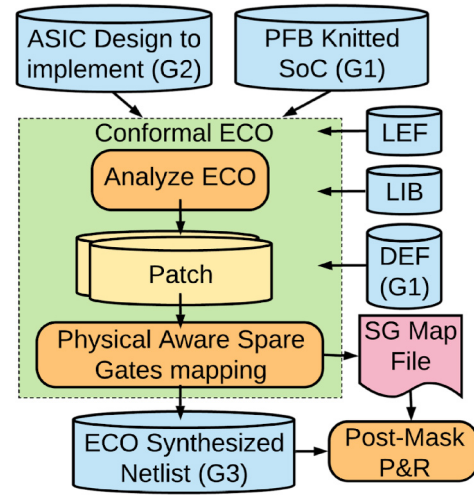 ASIC Design to
implement (G2)
PFB Knitted
SoC (G1)
Conformal ECO
LEF
Analyze ECO
LIB
Patch
DEF
(G1)
Physical Aware Spare
Gates mapping
SG Map
File
ECO Synthesized
Netlist (G3)
Post-Mask
P&R